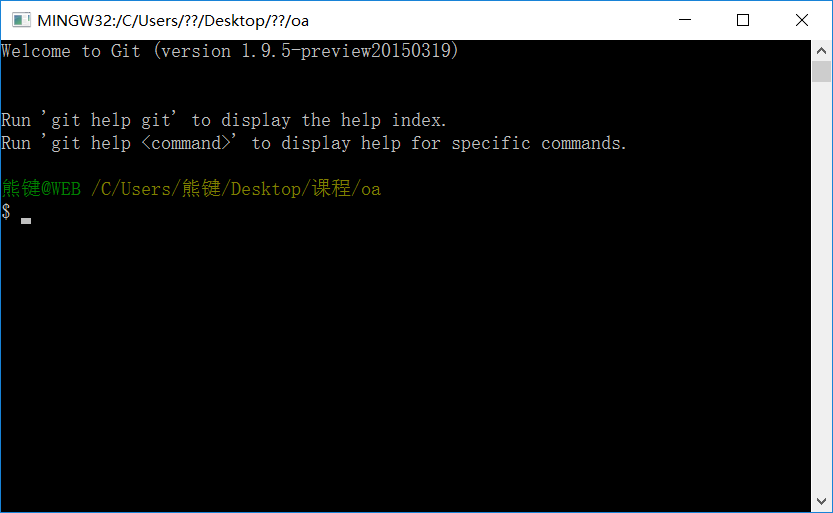 MINGW32:/C/Users/??/Desktop/??/oa
Welcome to Git (version 1.9.5-preview20150319)
Run 'git help git' to display the help index.
Run 'git help <command>' to display help for specific commands.
熊键@WEB /C/Users/熊键/Desktop/课程/oa
$